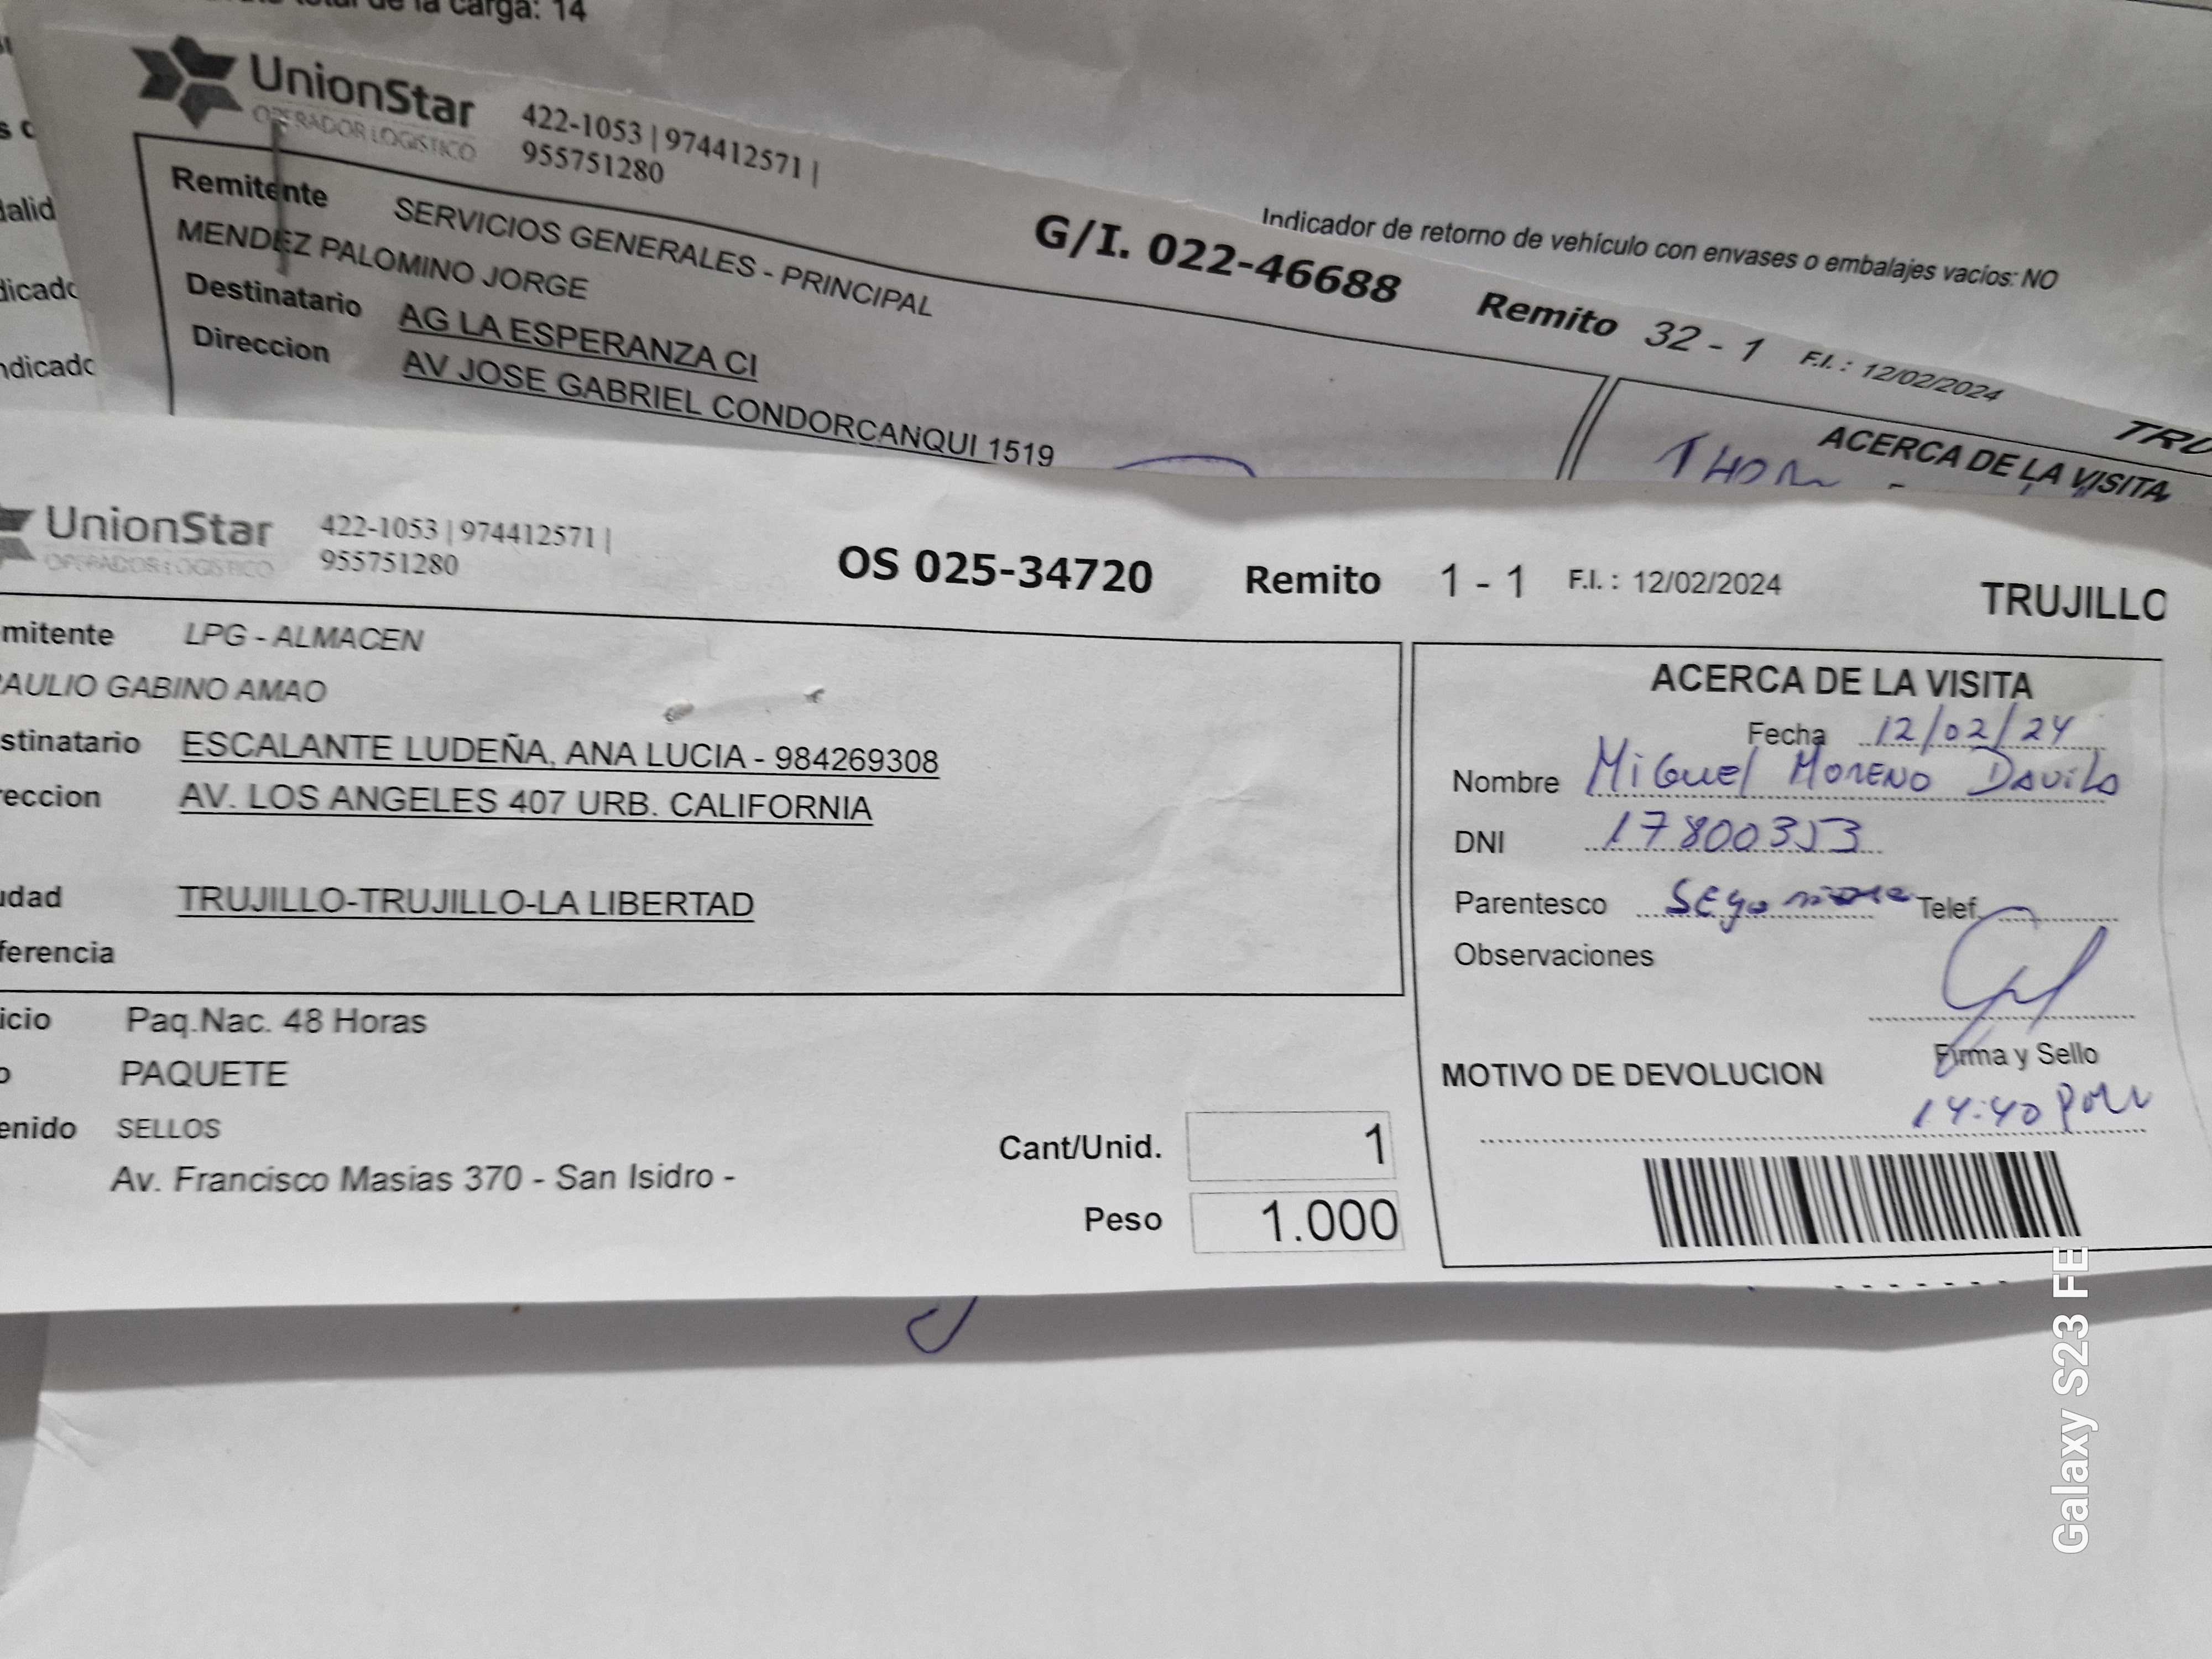 total de la carga: 14
UnionStar
OPERADOR LOGISTICO
422-1053 | 974412571 |
955751280
Indicador de retorno de vehículo con envases o embalajes vacíos: NO
G/I. 022-46688 Remito 32 - 1 F.I. : 12/02/2024
TRU
Remitente SERVICIOS GENERALES - PRINCIPAL
MENDEZ PALOMINO JORGE
Destinatario AG LA ESPERANZA CI
Direccion AV JOSE GABRIEL CONDORCANQUI 1519
ACERCA DE LA VISITA
UnionStar
OPERADOR LOGISTICO
422-1053 | 974412571 |
955751280
OS 025-34720 Remito 1 - 1 F.I. : 12/02/2024 TRUJILLO
mitente LPG - ALMACEN
AULIO GABINO AMAO
stinatario ESCALANTE LUDEÑA, ANA LUCIA - 984269308
reccion AV. LOS ANGELES 407 URB. CALIFORNIA
udad TRUJILLO-TRUJILLO-LA LIBERTAD
ferencia
icio Paq.Nac. 48 Horas
o PAQUETE
enido SELLOS
Av. Francisco Masias 370 - San Isidro -
Cant/Unid. 1
Peso 1.000
ACERCA DE LA VISITA
Fecha 12/02/24
Nombre Miguel Moreno Davila
DNI 17800353
Parentesco Telef.
Observaciones
Firma y Sello
MOTIVO DE DEVOLUCION
14:40 Pm
Galaxy S23 FE